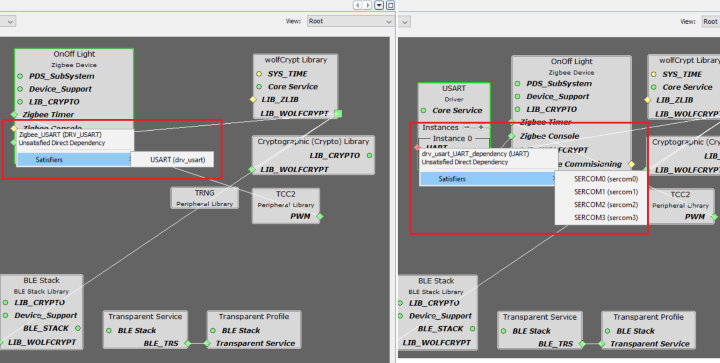 View:
Root
OnOff Light
Zigbee Device
PDS_SubSystem
Device_Support
LIB_CRYPTO
Zigbee Timer
Zigbee Console
Zigbee_USART (DRV_USART)
Unsatisfied Direct Dependency
Satisfiers
USART (drv_usart)
wolfCrypt Library
SYS_TIME
Core Service
LIB_ZLIB
LIB_WOLFCRYPT
Cryptographic (Crypto) Library
LIB_CRYPTO
LIB_WOLFCRYPT
TRNG
Peripheral Library
TCC2
Peripheral Library
PWM
BLE Stack
BLE Stack Library
LIB_CRYPTO
Device_Support
BLE_STACK
LIB_WOLFCRYPT
Transparent Service
BLE Stack
BLE_TRS
Transparent Profile
BLE Stack
Transparent Service
View:
Root
USART
Driver
Core Service
Instances
Instance 0
UART
drv_usart_UART_dependency (UART)
Unsatisfied Direct Dependency
Satisfiers
SERCOM0 (sercom0)
SERCOM1 (sercom1)
SERCOM2 (sercom2)
SERCOM3 (sercom3)
OnOff Light
Zigbee Device
PDS_SubSystem
Device_Support
LIB_CRYPTO
Zigbee Timer
Zigbee Console
e Commisioning
wolfCrypt Lib
SYS_TIME
Core Service
LIB_ZLIB
LIB_WOLFCRYPT
Cryptographic (Cryp
LIB_C
LIB_WOLFCRYPT
TCC2
Peripheral Library
PWM
BLE Stack
BLE Stack Library
LIB_CRYPTO
Device_Support
BLE_STACK
LIB_WOLFCRYPT
Transparent Service
BLE Stack
BLE_TRS
Transparent Profile
BLE Stack
Transparent Service